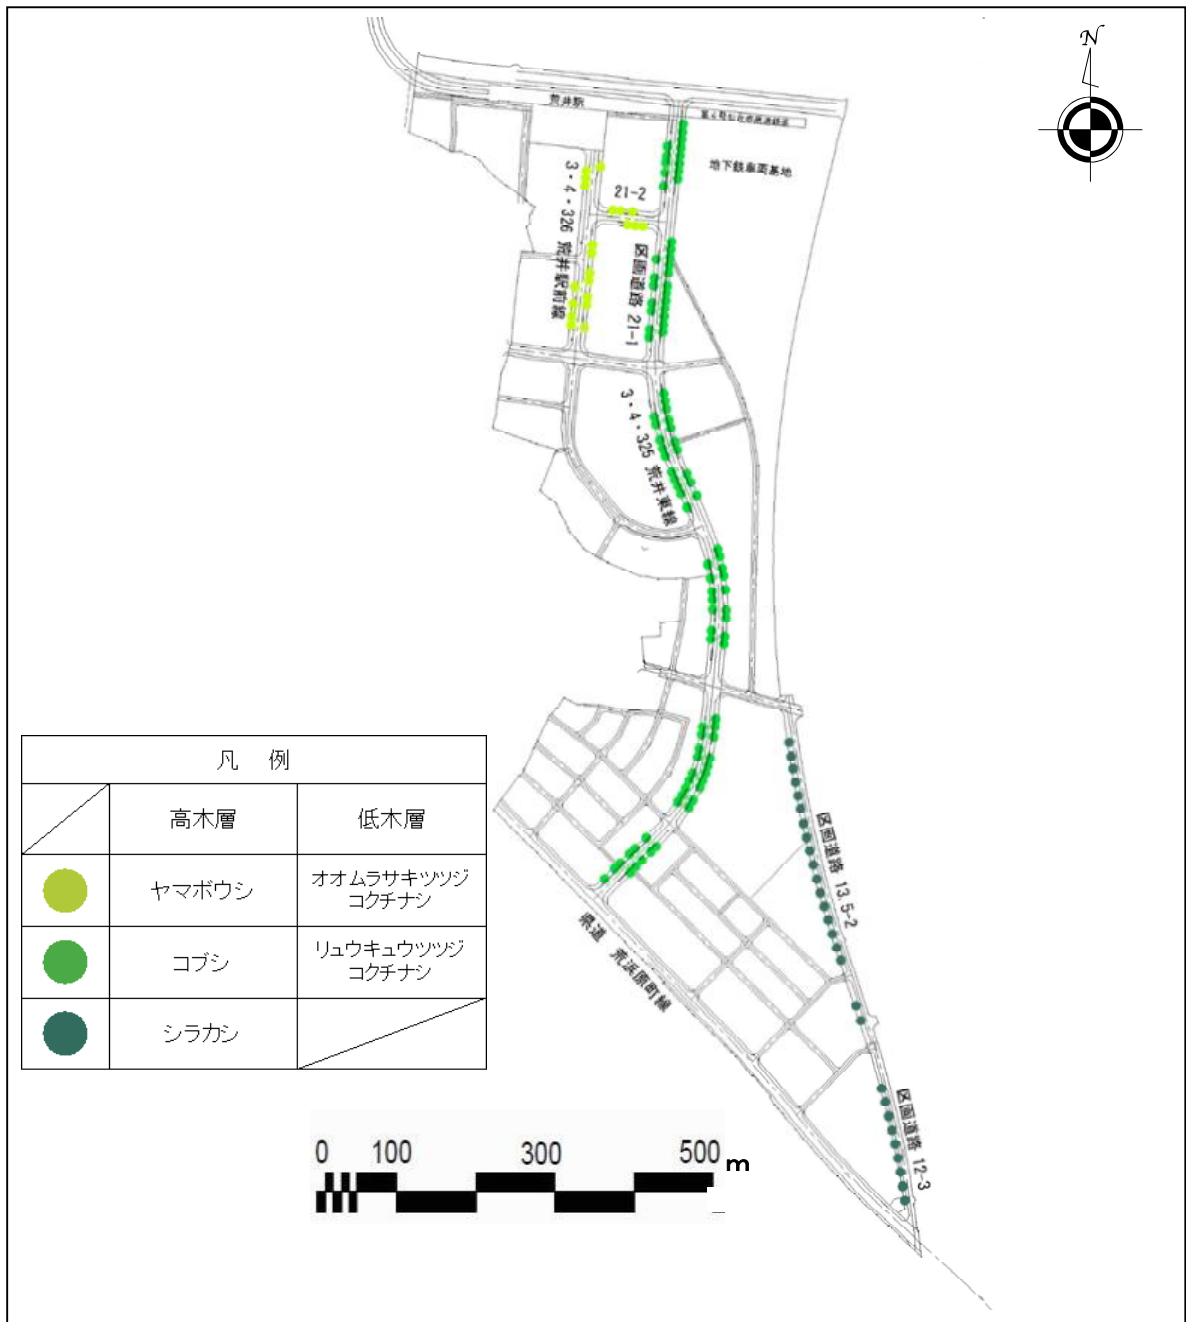 N
荒井駅
地下鉄車両基地
21-2
3・4・326 荒井駅前線
区画道路 21-1
3・4・325 荒井東線
凡 例
高木層
低木層
ヤマボウシ
オオムラサキツツジ
コクチナシ
コブシ
リュウキュウツツジ
コクチナシ
シラカシ
区画道路 13.5-2
県道 荒浜原町線
区画道路 12-3
0 100 300 500 m